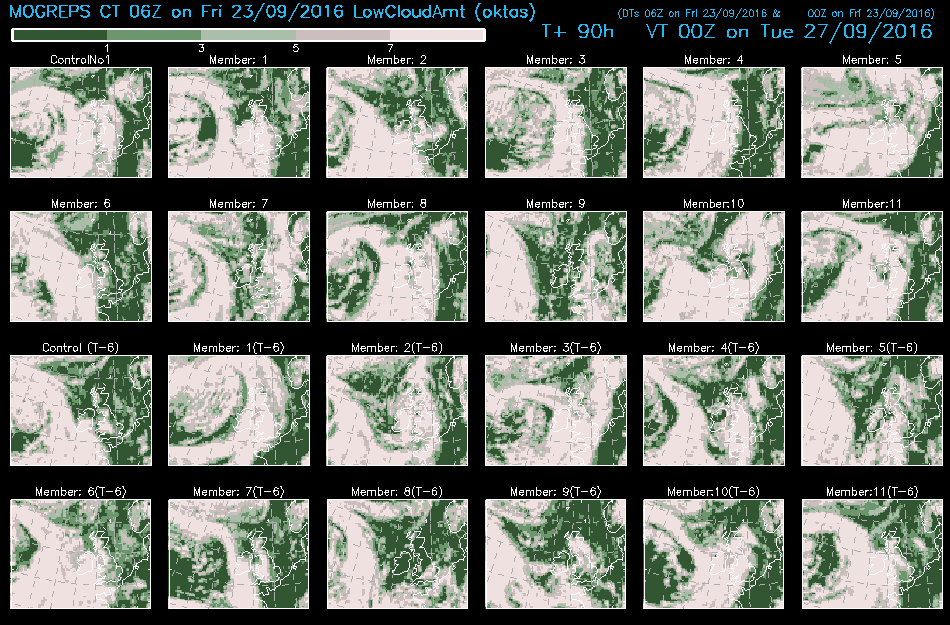 MOGREPS CT 06Z on Fri 23/09/2016 LowCloudAmt (oktas)
(DTs 06Z on Fri 23/09/2016 & 00Z on Fri 23/09/2016)
T+ 90h VT 00Z on Tue 27/09/2016
1 3 5 7
ControlNo1 Member: 1 Member: 2 Member: 3 Member: 4 Member: 5
Member: 6 Member: 7 Member: 8 Member: 9 Member:10 Member:11
Control (T-6) Member: 1(T-6) Member: 2(T-6) Member: 3(T-6) Member: 4(T-6) Member: 5(T-6)
Member: 6(T-6) Member: 7(T-6) Member: 8(T-6) Member: 9(T-6) Member:10(T-6) Member:11(T-6)